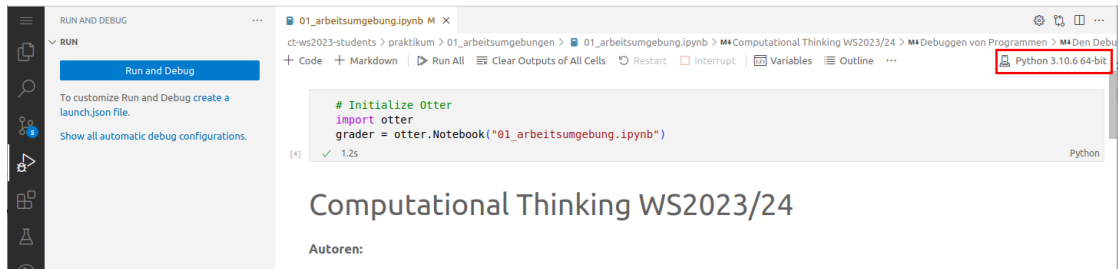 RUN AND DEBUG ...
RUN
Run and Debug
To customize Run and Debug create a
launch.json file.
Show all automatic debug configurations.
01_arbeitsumgebung.ipynb M
ct-ws2023-students > praktikum > 01_arbeitsumgebungen > 01_arbeitsumgebung.ipynb > M↓Computational Thinking WS2023/24 > M↓Debuggen von Programmen > M↓Den Debu
+ Code + Markdown Run All Clear Outputs of All Cells Restart Interrupt Variables Outline ... Python 3.10.6 64-bit
# Initialize Otter
import otter
grader = otter.Notebook("01_arbeitsumgebung.ipynb")
[4] ✓ 1.2s Python
Computational Thinking WS2023/24
Autoren: